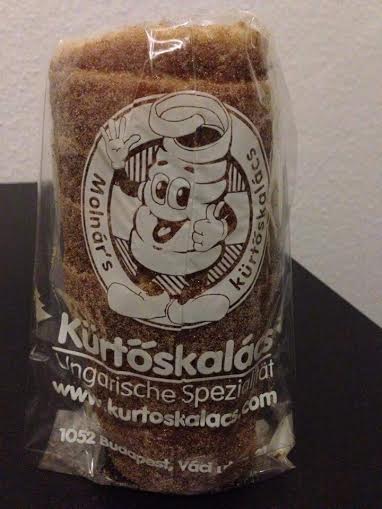 Molnár's
kürtőskalács
Kürtőskalács
Ungarische Spezialität
www.kurtoskalacs.com
1052 Budapest, Váci